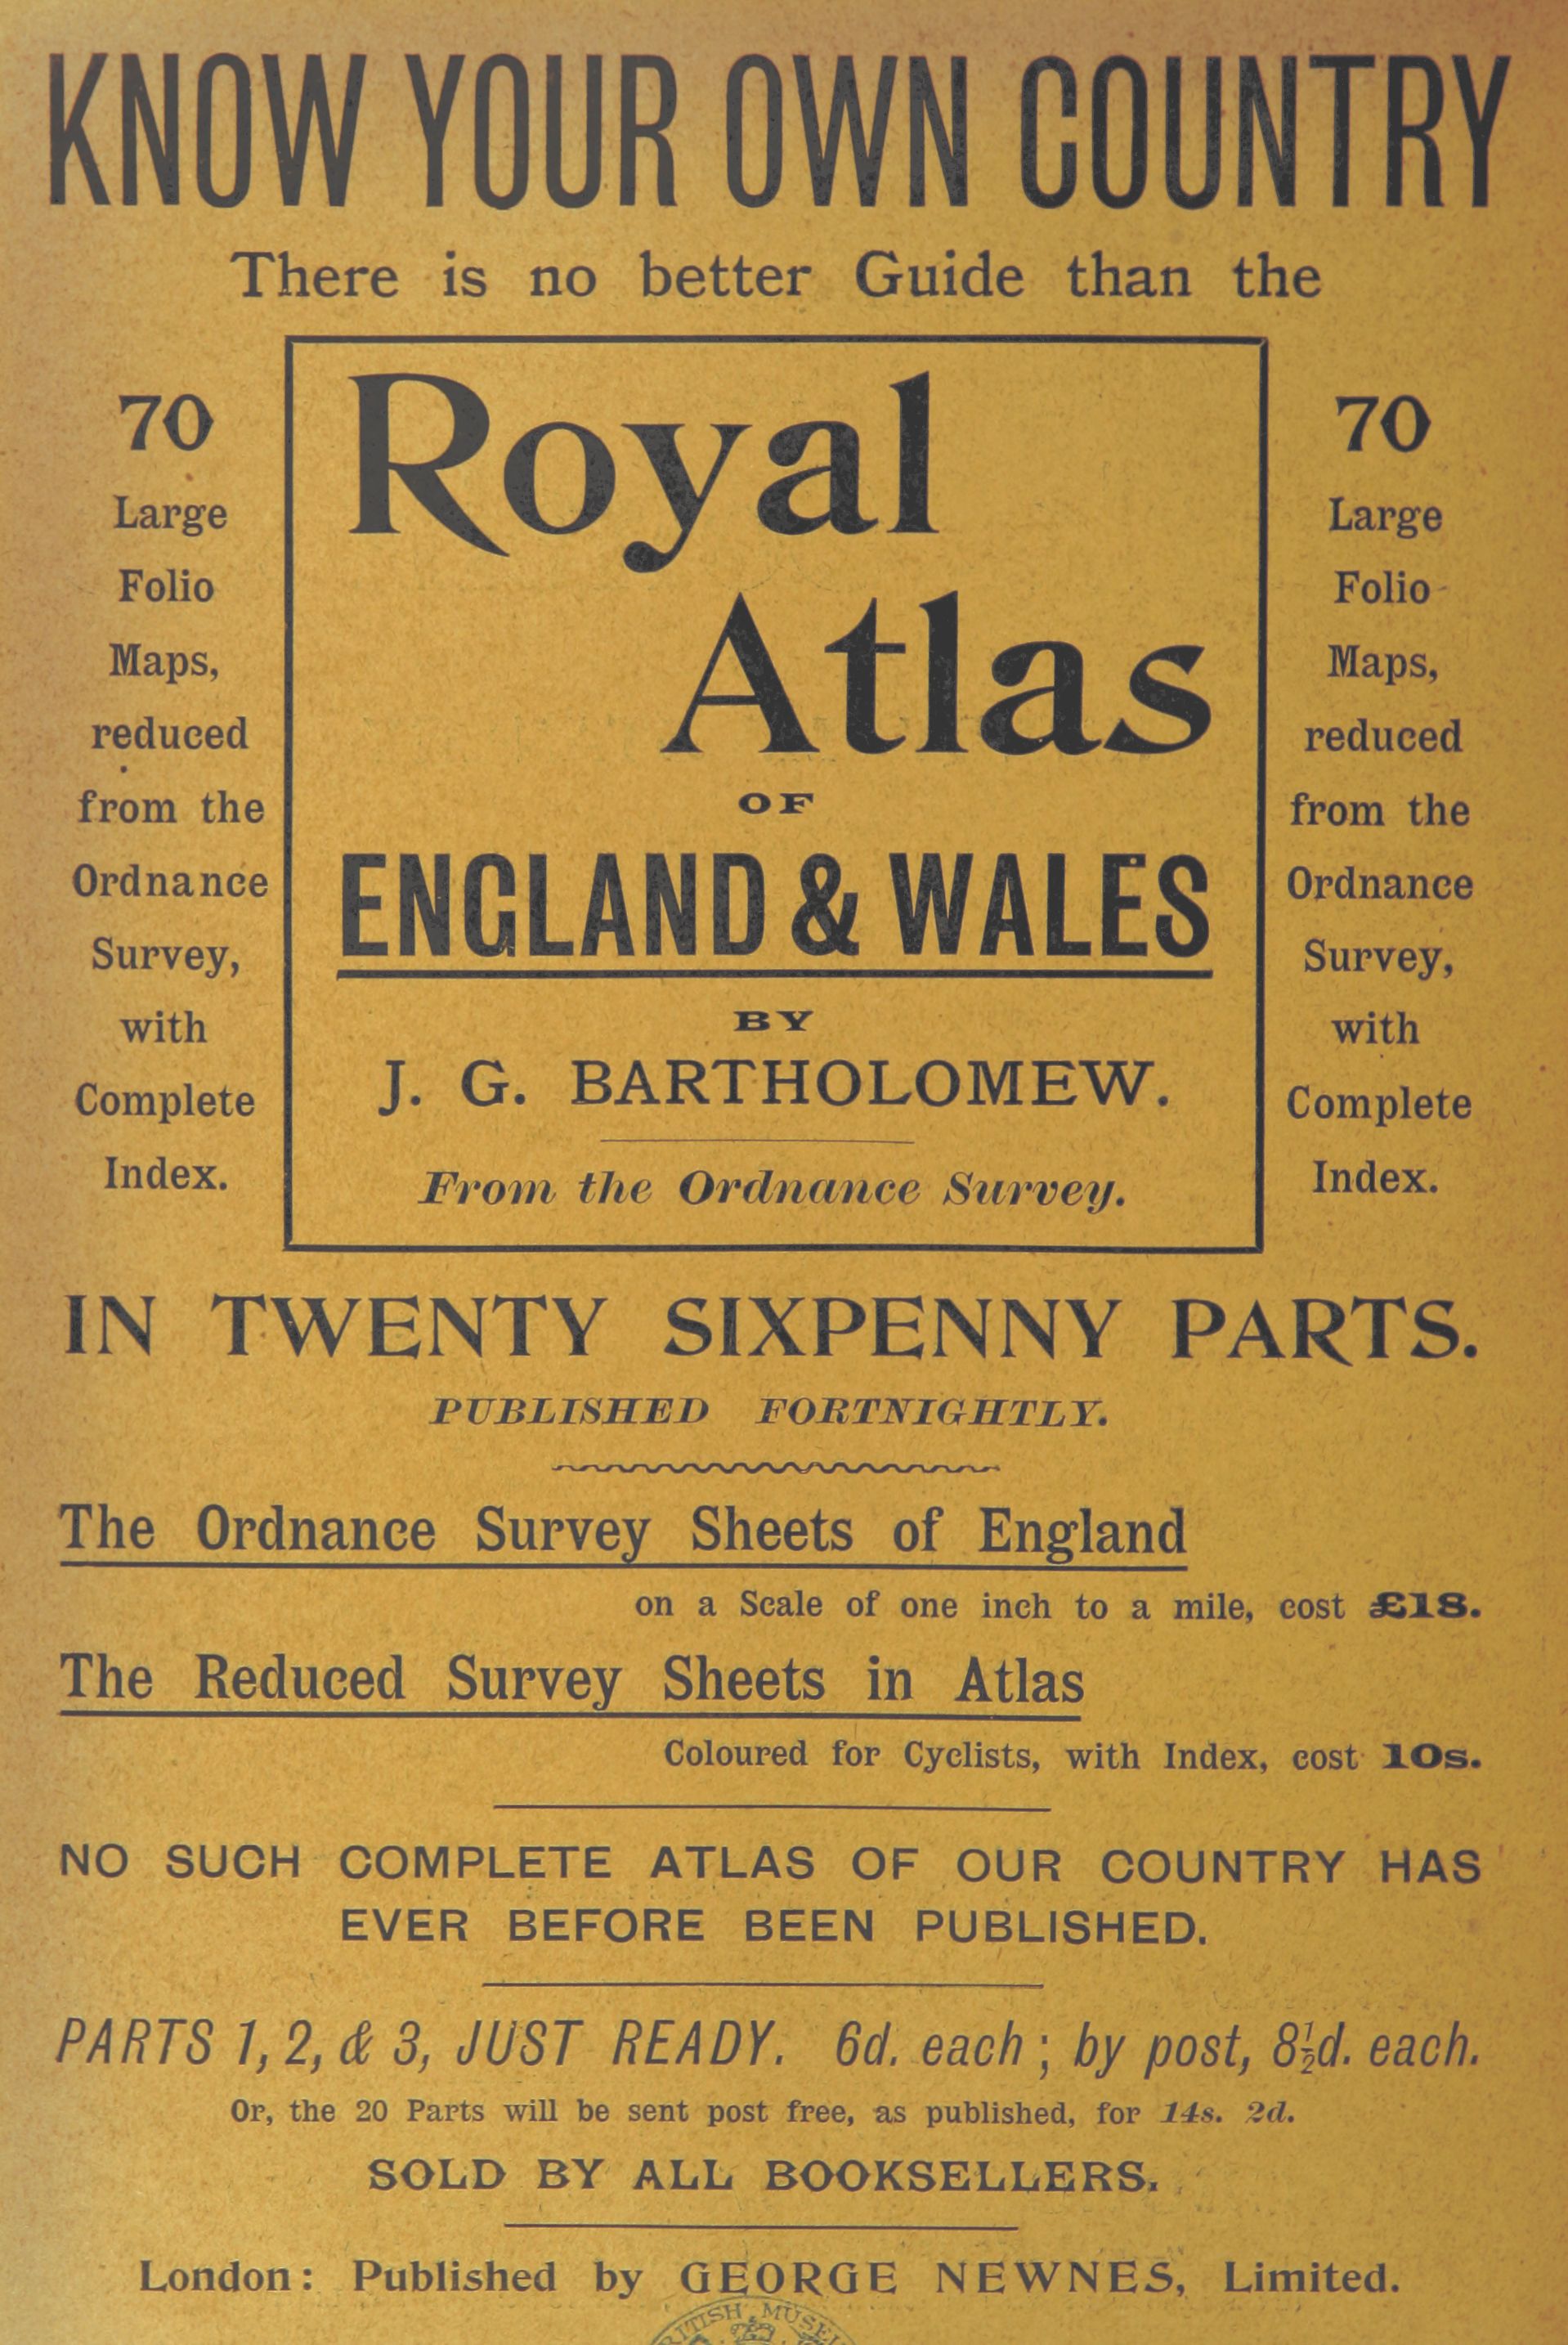 KNOW YOUR OWN COUNTRY
There is no better Guide than the
70
Large
Folio
Maps,
reduced
from the
Ordnance
Survey,
with
Complete
Index.
Royal
Atlas
OF
ENGLAND & WALES
BY
J. G. BARTHOLOMEW.
From the Ordnance Survey.
70
Large
Folio
Maps,
reduced
from the
Ordnance
Survey,
with
Complete
Index.
IN TWENTY SIXPENNY PARTS.
PUBLISHED FORTNIGHTLY.
The Ordnance Survey Sheets of England
on a Scale of one inch to a mile, cost £18.
The Reduced Survey Sheets in Atlas
Coloured for Cyclists, with Index, cost 10s.
NO SUCH COMPLETE ATLAS OF OUR COUNTRY HAS
EVER BEFORE BEEN PUBLISHED.
PARTS 1, 2, & 3, JUST READY. 6d. each; by post, 8½d. each.
Or, the 20 Parts will be sent post free, as published, for 14s. 2d.
SOLD BY ALL BOOKSELLERS.
London: Published by GEORGE NEWNES, Limited.